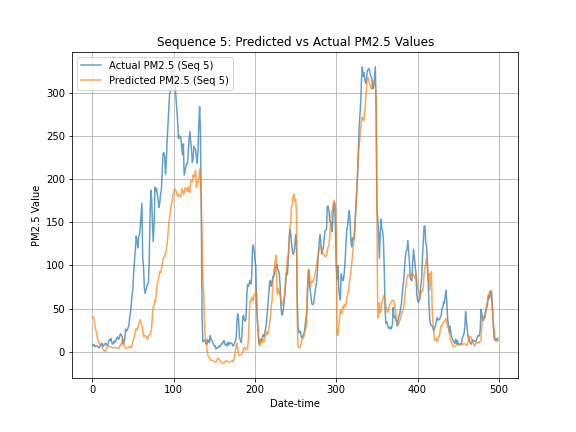 Sequence 5: Predicted vs Actual PM2.5 Values
Actual PM2.5 (Seq 5)
Predicted PM2.5 (Seq 5)
PM2.5 Value
300
250
200
150
100
50
0
0
100
200
300
400
500
Date-time